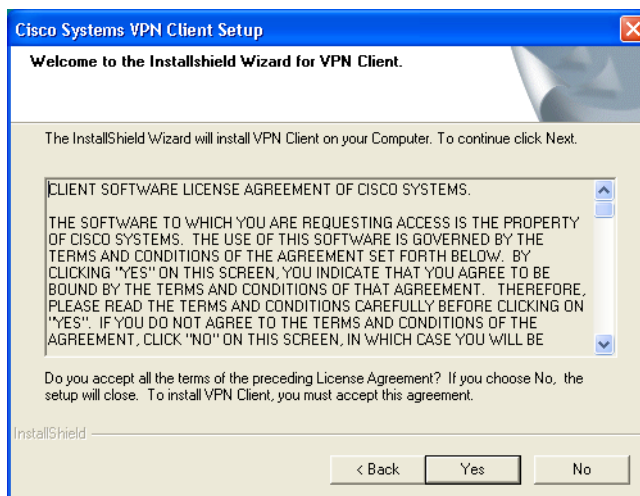 Cisco Systems VPN Client Setup
Welcome to the Installshield Wizard for VPN Client.
The InstallShield Wizard will install VPN Client on your Computer. To continue click Next.
CLIENT SOFTWARE LICENSE AGREEMENT OF CISCO SYSTEMS.
THE SOFTWARE TO WHICH YOU ARE REQUESTING ACCESS IS THE PROPERTY
OF CISCO SYSTEMS. THE USE OF THIS SOFTWARE IS GOVERNED BY THE
TERMS AND CONDITIONS OF THE AGREEMENT SET FORTH BELOW. BY
CLICKING "YES" ON THIS SCREEN, YOU INDICATE THAT YOU AGREE TO BE
BOUND BY THE TERMS AND CONDITIONS OF THAT AGREEMENT. THEREFORE,
PLEASE READ THE TERMS AND CONDITIONS CAREFULLY BEFORE CLICKING ON
"YES". IF YOU DO NOT AGREE TO THE TERMS AND CONDITIONS OF THE
AGREEMENT, CLICK "NO" ON THIS SCREEN, IN WHICH CASE YOU WILL BE
Do you accept all the terms of the preceding License Agreement? If you choose No, the
setup will close. To install VPN Client, you must accept this agreement.
InstallShield
< Back Yes No